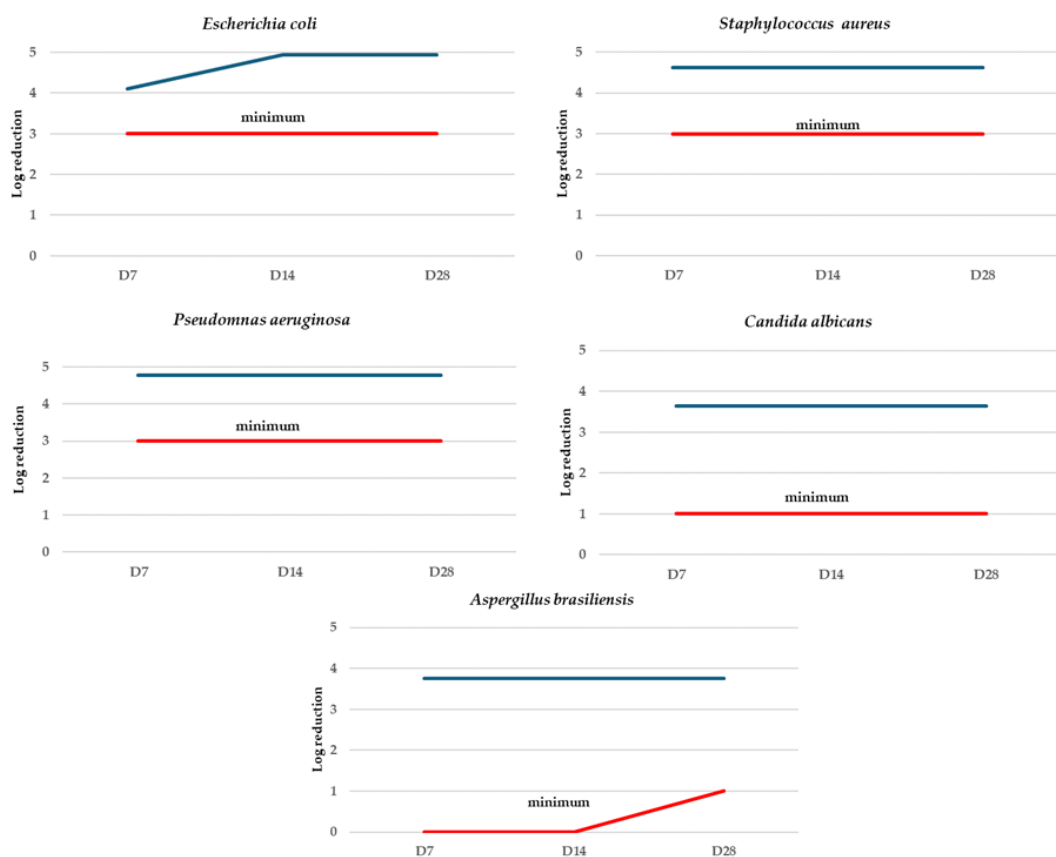 Escherichia coli
5
4
3
2
1
0
Log reduction
minimum
D7 D14 D28
Staphylococcus aureus
5
4
3
2
1
0
Log reduction
minimum
D7 D14 D28
Pseudomnas aeruginosa
5
4
3
2
1
0
Log reduction
minimum
D7 D14 D28
Candida albicans
5
4
3
2
1
0
Log reduction
minimum
D7 D14 D28
Aspergillus brasiliensis
5
4
3
2
1
0
Log reduction
minimum
D7 D14 D28